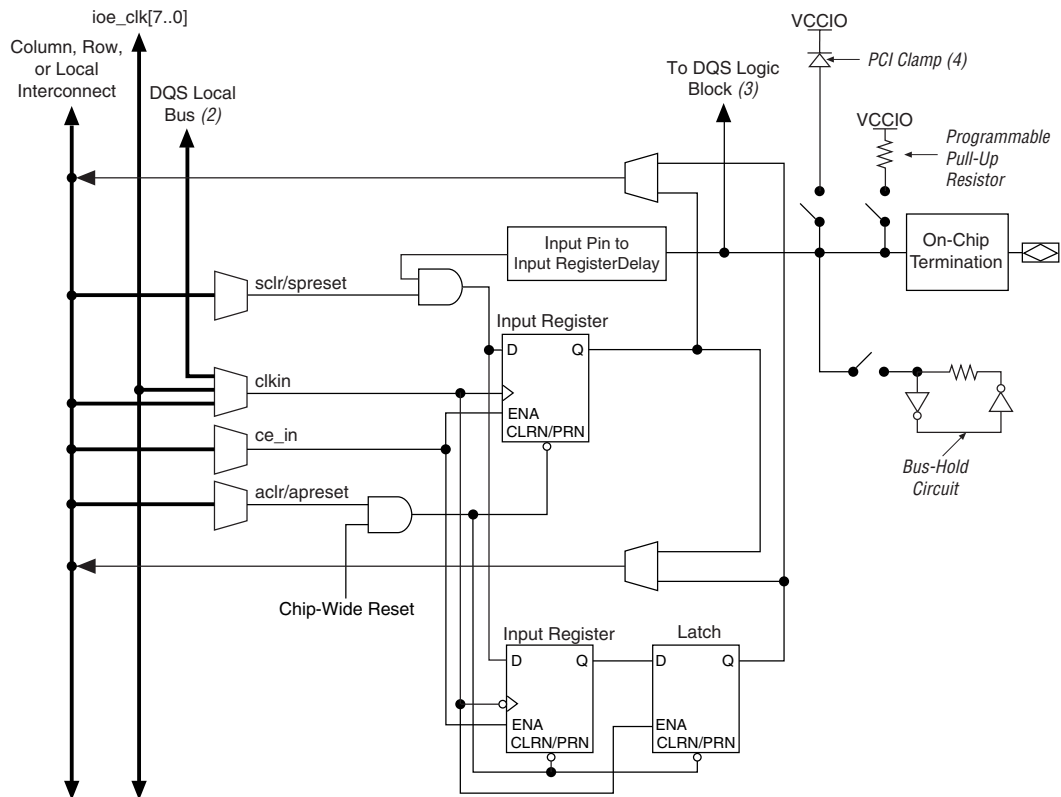 ioe_clk[7..0]
Column, Row,
or Local
Interconnect
DQS Local
Bus (2)
To DQS Logic
Block (3)
VCCIO
PCI Clamp (4)
VCCIO
Programmable
Pull-Up
Resistor
Input Pin to
Input RegisterDelay
On-Chip
Termination
sclr/spreset
Input Register
D
Q
clkin
ENA
CLRN/PRN
ce_in
aclr/apreset
Bus-Hold
Circuit
Chip-Wide Reset
Input Register
Latch
D
Q
D
Q
ENA
CLRN/PRN
ENA
CLRN/PRN